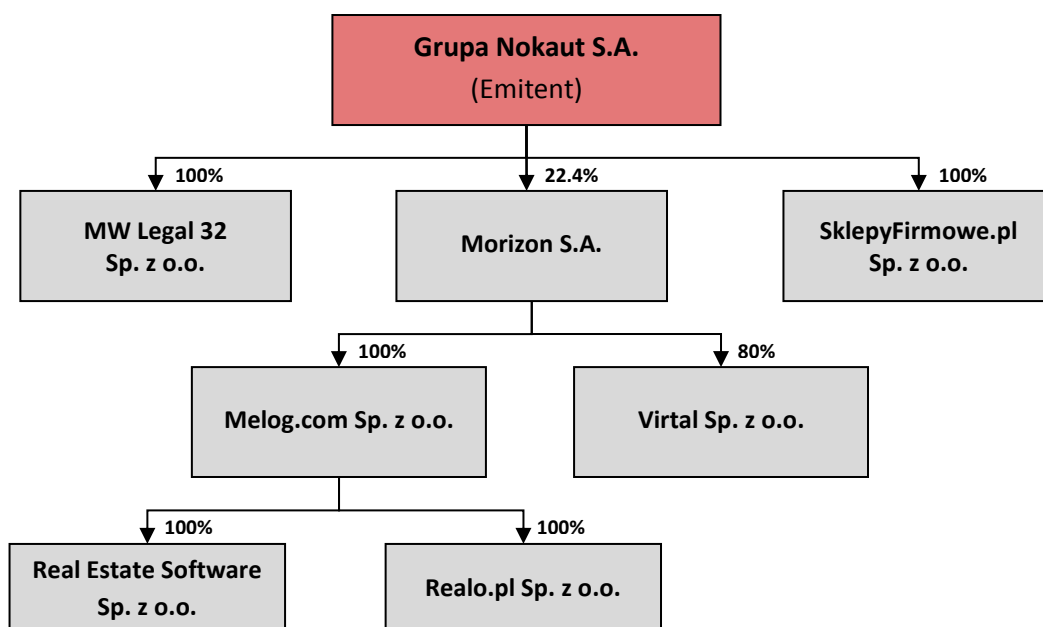 Grupa Nokaut S.A.
(Emitent)
100%
22.4%
100%
MW Legal 32
Sp. z o.o.
Morizon S.A.
SklepyFirmowe.pl
Sp. z o.o.
100%
80%
Melog.com Sp. z o.o.
Virtal Sp. z o.o.
100%
100%
Real Estate Software
Sp. z o.o.
Realo.pl Sp. z o.o.